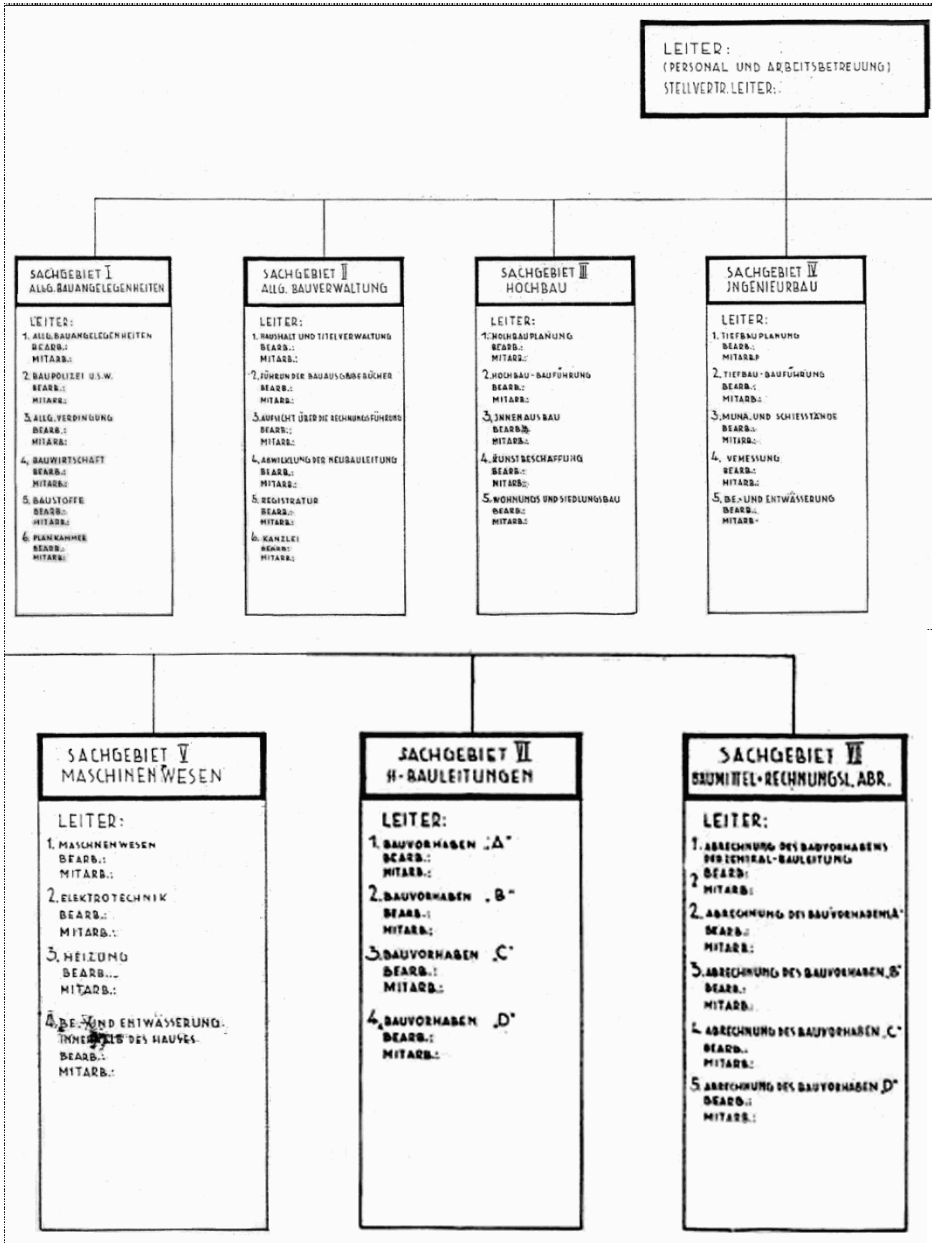 LEITER:
(PERSONAL UND ARBEITSBETREUUNG)
STELLVERTR. LEITER:
SACHGEBIET I
ALLG. BAUANGELEGENHEITEN
LEITER:
1. ALLG. BAUANGELEGENHEITEN
BEARB.:
MITARB.:
2. BAUPOLIZEI U.S.W.
BEARB.:
MITARB.:
3. ALLG. VERDINGUNG
BEARB.:
MITARB.:
4. BAUWIRTSCHAFT
BEARB.:
MITARB.:
5. BAUSTOFFE
BEARB.:
MITARB.:
6. PLANKAMMER
BEARB.:
MITARB.:
SACHGEBIET II
ALLG. BAUVERWALTUNG
LEITER:
1. HAUSHALT UND TITELVERWALTUNG
BEARB.:
MITARB.:
2. FÜHRUN DER BAUAUSGABEBÜCHER
BEARB.:
MITARB.:
3. AUFSICHT ÜBER DIE RECHNUNGSFÜHRUNG
BEARB.:
MITARB.:
4. ABWICKLUNG DER NEUBAULEITUNG
BEARB.:
MITARB.:
5. REGISTRATUR
BEARB.:
MITARB.:
6. KANZLEI
BEARB.:
MITARB.:
SACHGEBIET III
HOCHBAU
LEITER:
1. HOCHBAUPLANUNG
BEARB.:
MITARB.:
2. HOCHBAU-BAUFÜHRUNG
BEARB.:
MITARB.:
3. INNENAUSBAU
BEARB.
MITARB.:
4. KUNSTBESCHAFFUNG
BEARB.:
MITARB.:
5. WOHNUNGS UND SIEDLUNGSBAU
BEARB.:
MITARB.:
SACHGEBIET IV
INGENIEURBAU
LEITER:
1. TIEFBAUPLANUNG
BEARB.:
MITARB.
2. TIEFBAU-BAUFÜHRUNG
BEARB.:
MITARB.:
3. MUNA. UND SCHIESSTÄNDE
BEARB.:
MITARB.:
4. VEMESSUNG
BEARB.:
MITARB.:
5. BE.- UND ENTWÄSSERUNG
BEARB.:
MITARB.
SACHGEBIET V
MASCHINENWESEN
LEITER:
1. MASCHNENWESEN
BEARB.:
MITARB.:
2. ELEKTROTECHNIK
BEARB.:
MITARB.:
3. HEIZUNG
BEARB.:
MITARB.:
4. BE.- UND ENTWÄSSERUNG
INNERHALB DES HAUSES
BEARB.:
MITARB.:
SACHGEBIET VI
-BAULEITUNGEN
LEITER:
1. BAUVORHABEN „A“
BEARB.:
MITARB.:
2. BAUVORHABEN „B“
BEARB.:
MITARB.:
3. BAUVORHABEN „C“
BEARB.:
MITARB.:
4. BAUVORHABEN „D“
BEARB.:
MITARB.:
SACHGEBIET VII
BAUMITTEL-RECHNUNGSL. ABR.
LEITER:
1. ABRECHNUNG DES BAUVORHABENS
DER ZENTRAL-BAULEITUNG
BEARB:
2 MITARB:
2. ABRECHNUNG DES BAUVORHABEN „A“
BEARB.:
MITARB.:
3. ABRECHNUNG DES BAUVORHABEN „B“
BEARB.:
MITARB.:
4. ABRECHNUNG DES BAUVORHABEN „C“
BEARB.:
MITARB.:
5. ABRECHNUNG DES BAUVORHABEN „D“
BEARB.:
MITARB.: